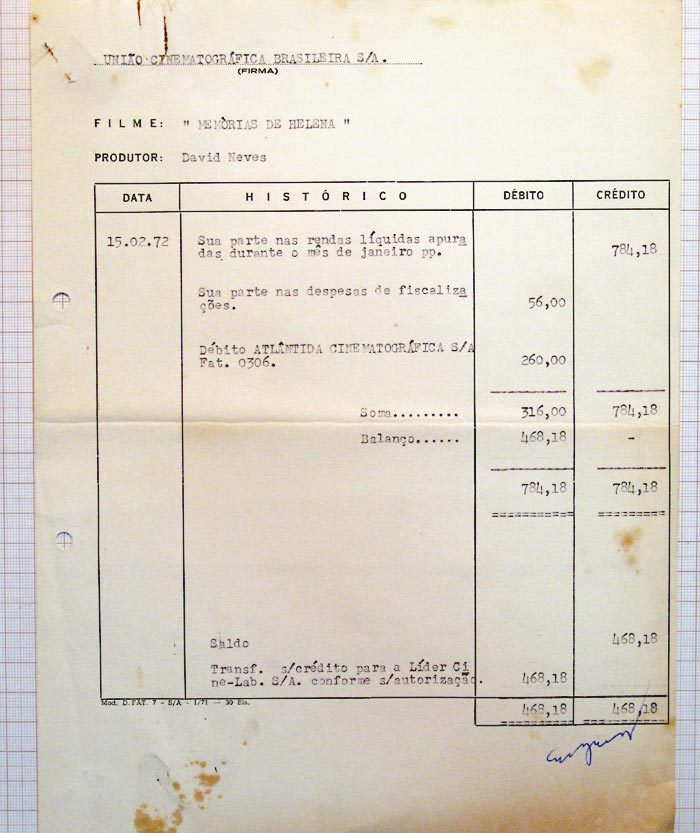 UNIÃO CINEMATOGRÁFICA BRASILEIRA S/A.
(FIRMA)
FILME: " MEMÒRIAS DE HELENA "
PRODUTOR: David Neves
DATA HISTÓRICO DÉBITO CRÉDITO
15.02.72 Sua parte nas rendas líquidas apura
das durante o mês de janeiro pp. 784,18
Sua parte nas despesas de fiscaliza
ções. 56,00
Débito ATLÂNTIDA CINEMATOGRÁFICA S/A
Fat. 0306. 260,00
Soma......... 316,00 784,18
Balanço...... 468,18 -
784,18 784,18
Saldo 468,18
Transf. s/crédito para a Líder Ci
ne-Lab. S/A. conforme s/autorização. 468,18
Mod. D. FAT. 7 - S/A - 1/71 — 30 Bls.
468,18 468,18